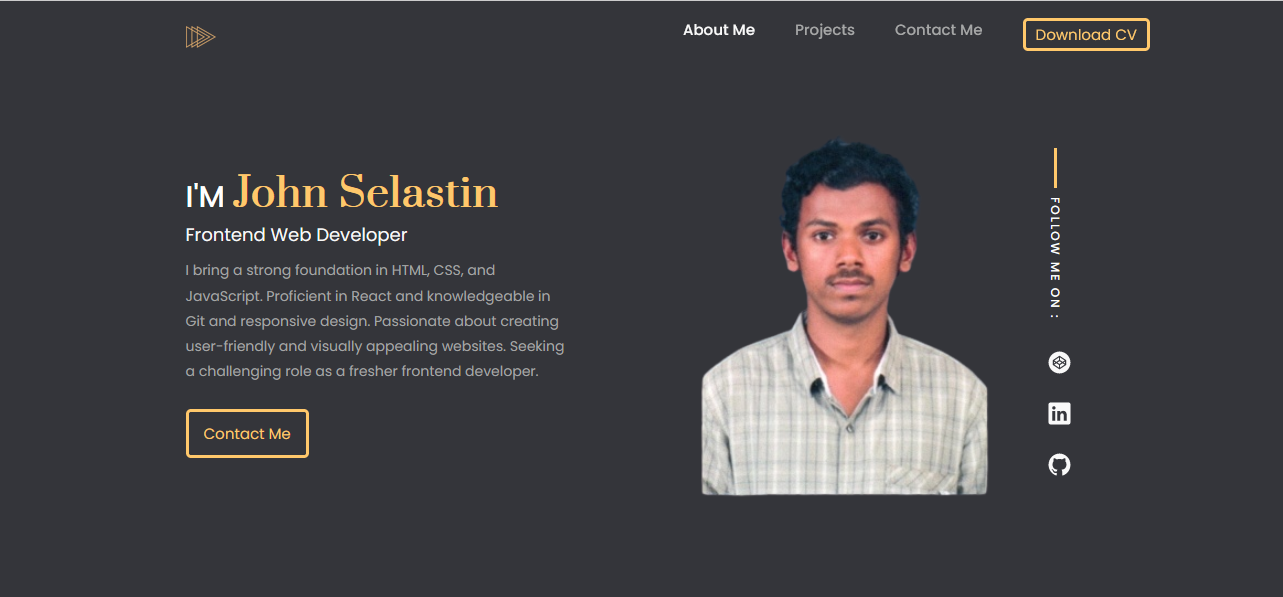 About Me
Projects
Contact Me
Download CV
I'M John Selastin
Frontend Web Developer
I bring a strong foundation in HTML, CSS, and
JavaScript. Proficient in React and knowledgeable in
Git and responsive design. Passionate about creating
user-friendly and visually appealing websites. Seeking
a challenging role as a fresher frontend developer.
Contact Me
FOLLOW ME ON :
in